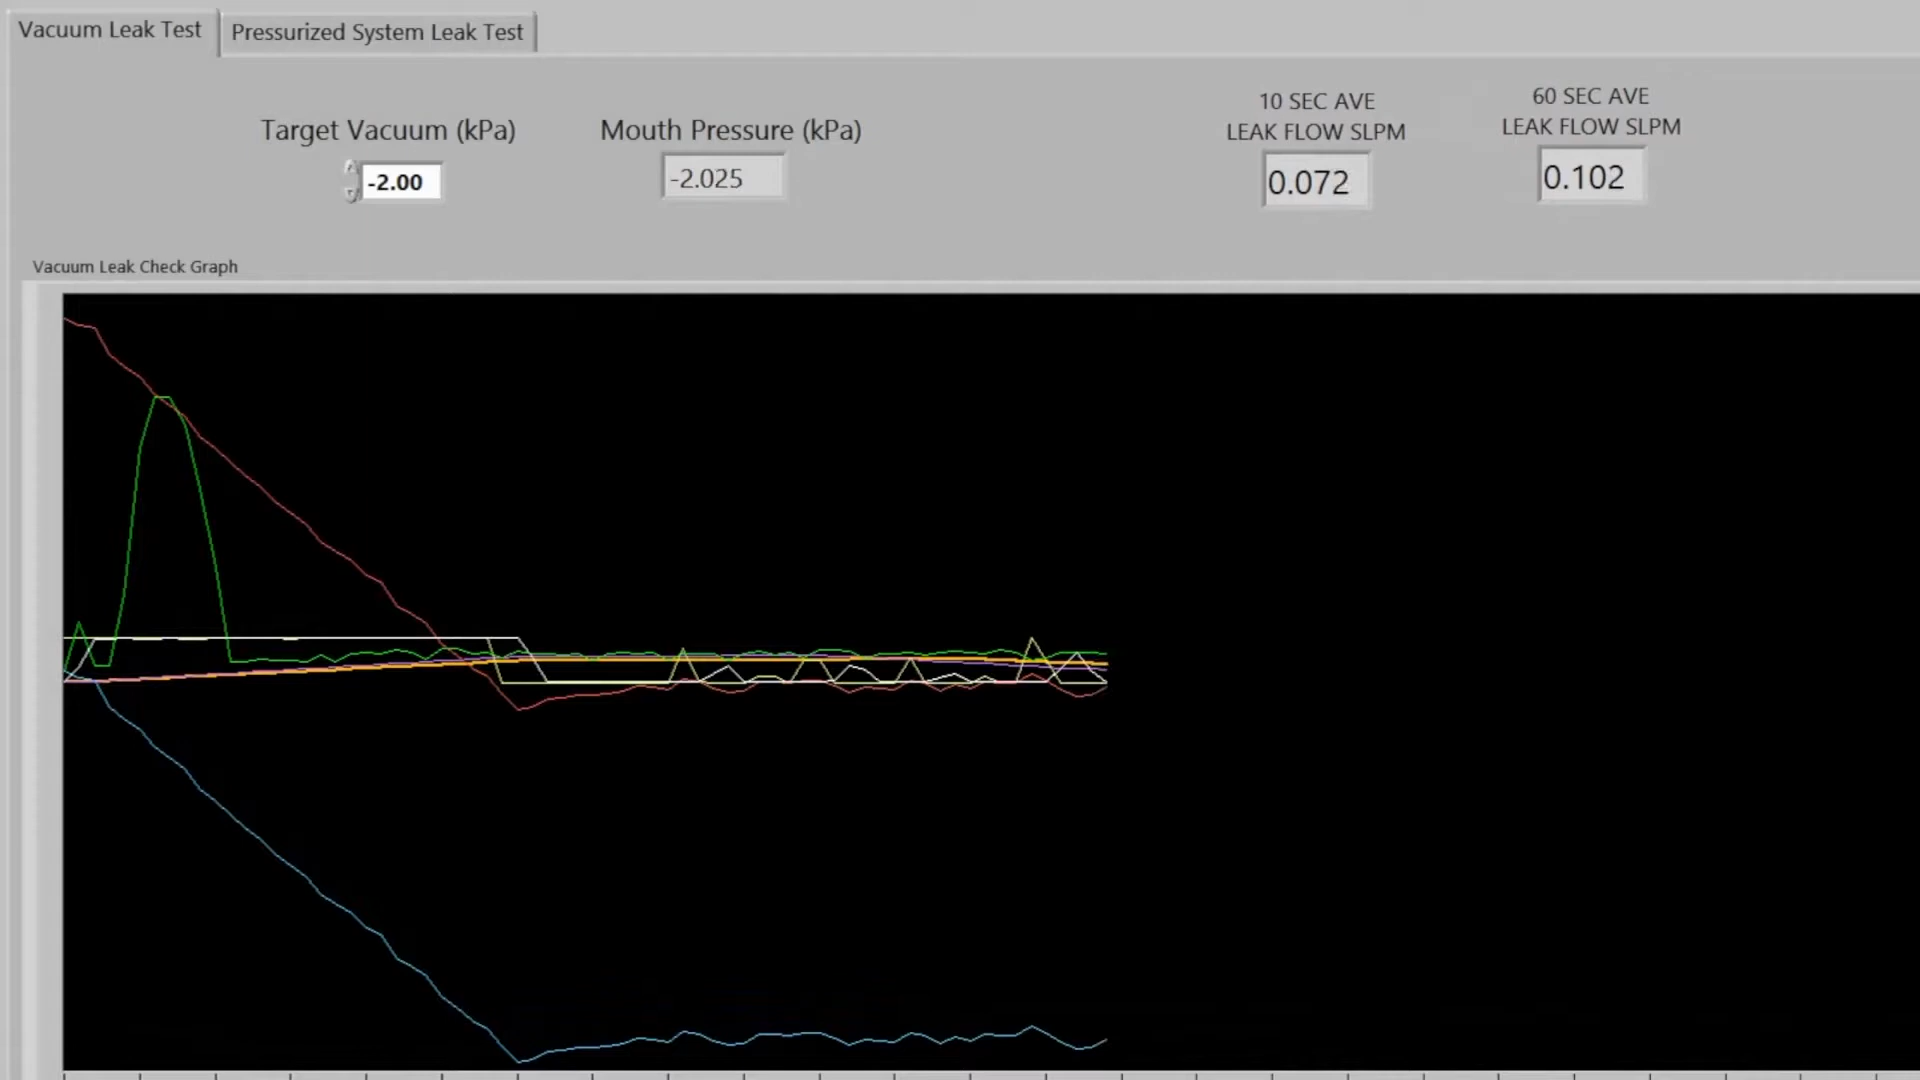 Vacuum Leak Test
Pressurized System Leak Test
Target Vacuum (kPa)
-2.00
Mouth Pressure (kPa)
-2.025
10 SEC AVE
LEAK FLOW SLPM
0.072
60 SEC AVE
LEAK FLOW SLPM
0.102
Vacuum Leak Check Graph